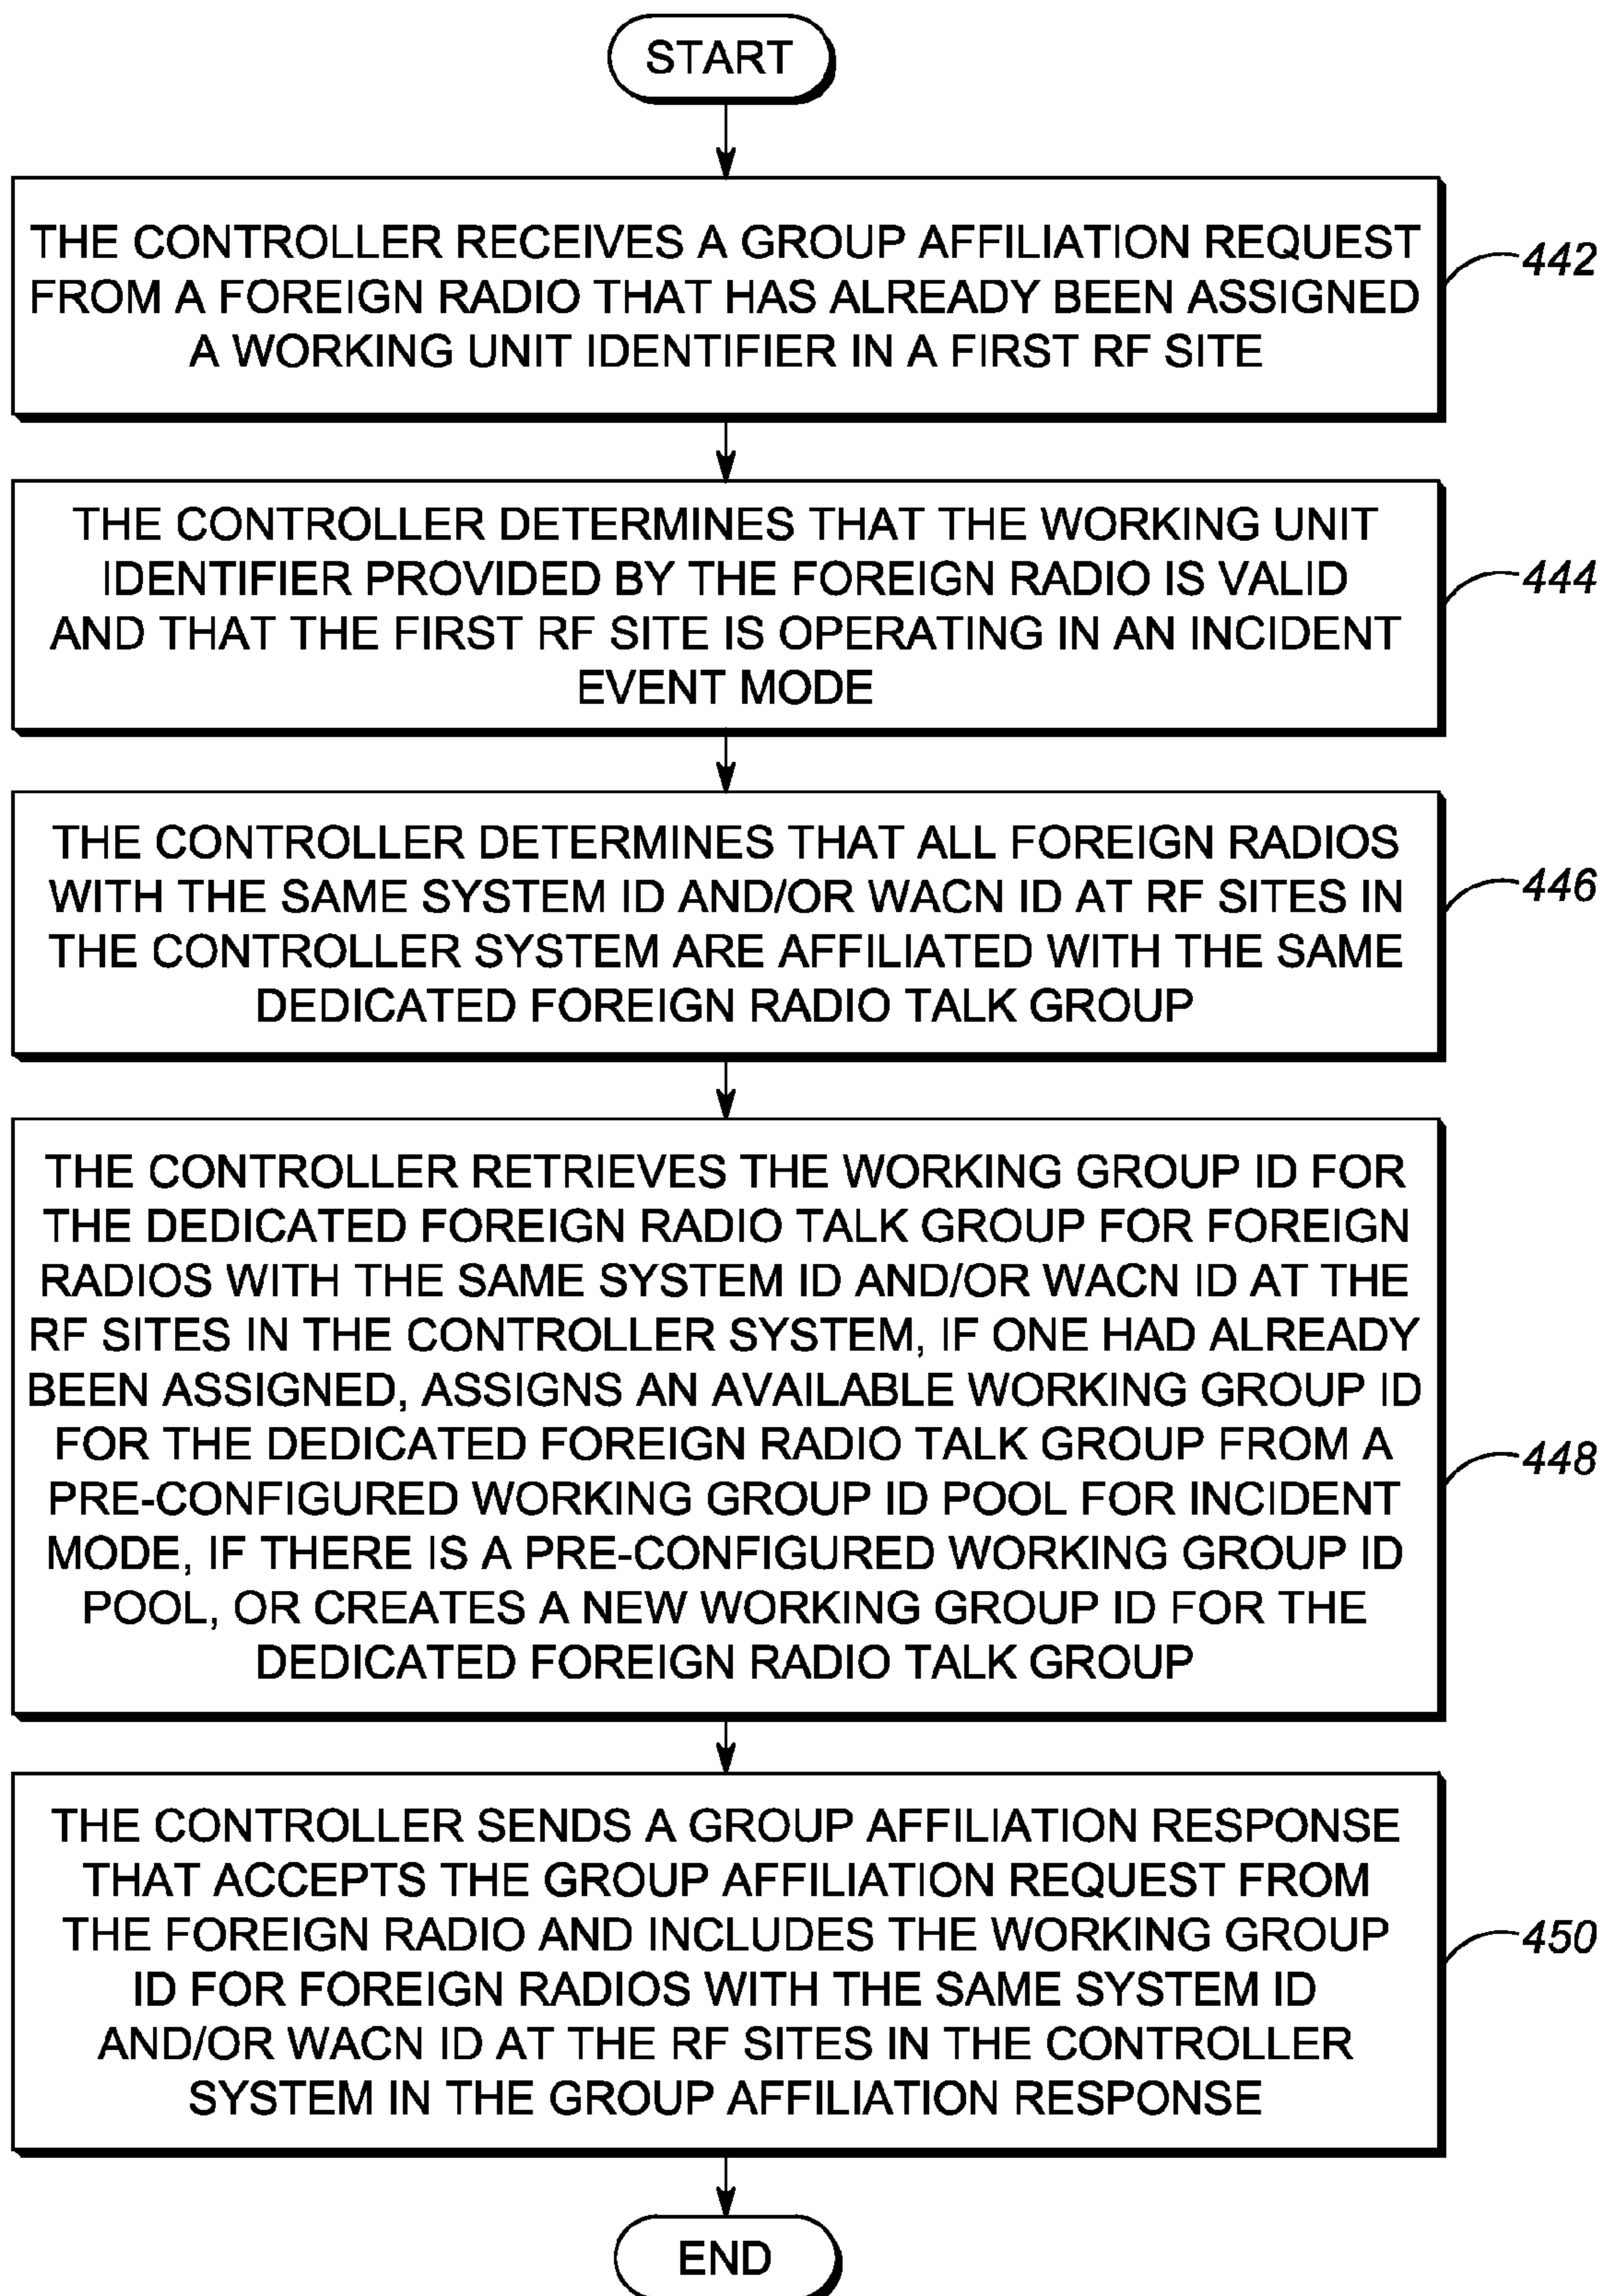 START
THE CONTROLLER RECEIVES A GROUP AFFILIATION REQUEST
FROM A FOREIGN RADIO THAT HAS ALREADY BEEN ASSIGNED
A WORKING UNIT IDENTIFIER IN A FIRST RF SITE
442
THE CONTROLLER DETERMINES THAT THE WORKING UNIT
IDENTIFIER PROVIDED BY THE FOREIGN RADIO IS VALID
AND THAT THE FIRST RF SITE IS OPERATING IN AN INCIDENT
EVENT MODE
444
THE CONTROLLER DETERMINES THAT ALL FOREIGN RADIOS
WITH THE SAME SYSTEM ID AND/OR WACN ID AT RF SITES IN
THE CONTROLLER SYSTEM ARE AFFILIATED WITH THE SAME
DEDICATED FOREIGN RADIO TALK GROUP
446
THE CONTROLLER RETRIEVES THE WORKING GROUP ID FOR
THE DEDICATED FOREIGN RADIO TALK GROUP FOR FOREIGN
RADIOS WITH THE SAME SYSTEM ID AND/OR WACN ID AT THE
RF SITES IN THE CONTROLLER SYSTEM, IF ONE HAD ALREADY
BEEN ASSIGNED, ASSIGNS AN AVAILABLE WORKING GROUP ID
FOR THE DEDICATED FOREIGN RADIO TALK GROUP FROM A
PRE-CONFIGURED WORKING GROUP ID POOL FOR INCIDENT
MODE, IF THERE IS A PRE-CONFIGURED WORKING GROUP ID
POOL, OR CREATES A NEW WORKING GROUP ID FOR THE
DEDICATED FOREIGN RADIO TALK GROUP
448
THE CONTROLLER SENDS A GROUP AFFILIATION RESPONSE
THAT ACCEPTS THE GROUP AFFILIATION REQUEST FROM
THE FOREIGN RADIO AND INCLUDES THE WORKING GROUP
ID FOR FOREIGN RADIOS WITH THE SAME SYSTEM ID
AND/OR WACN ID AT THE RF SITES IN THE CONTROLLER
SYSTEM IN THE GROUP AFFILIATION RESPONSE
450
END